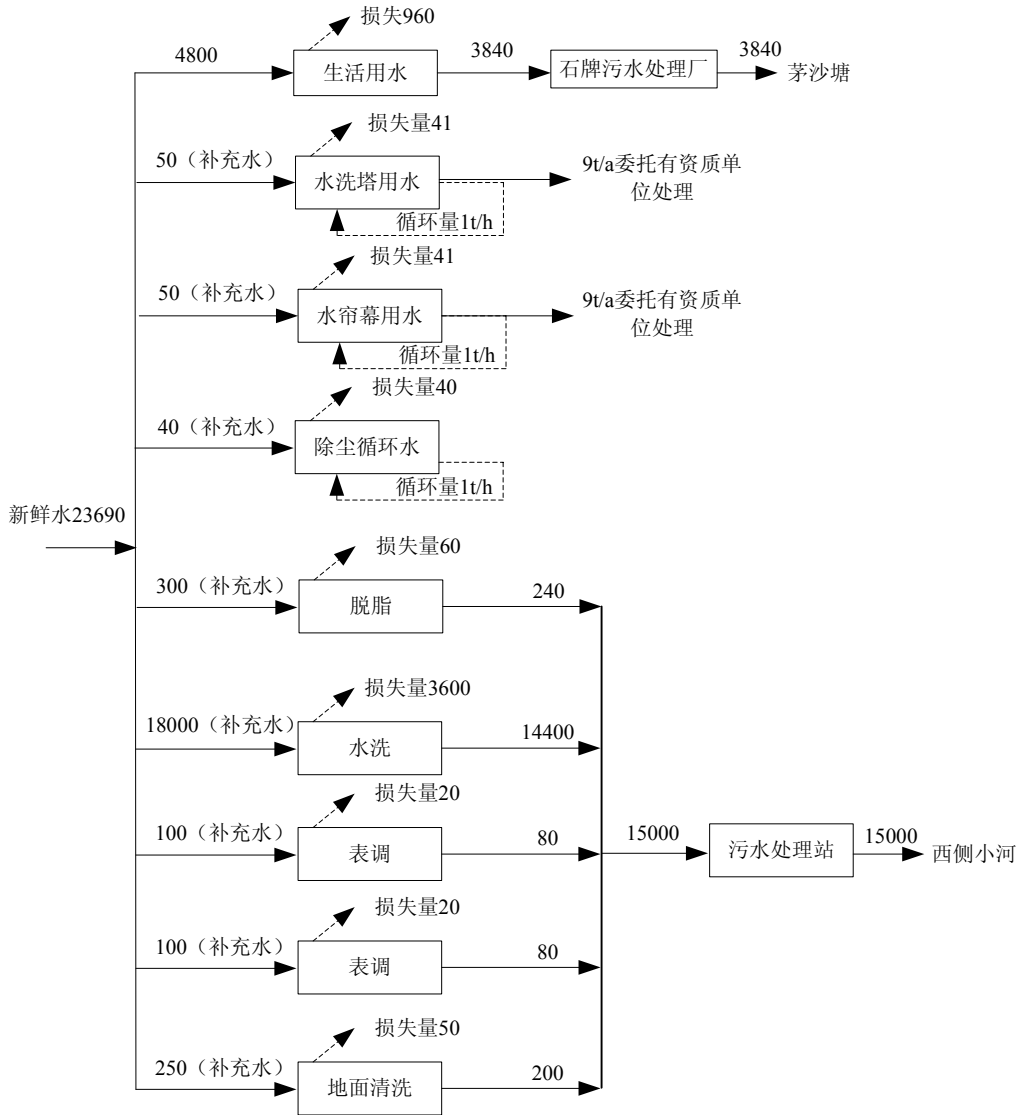 损失960
4800
生活用水
3840
石牌污水处理厂
3840
茅沙塘
损失量41
50（补充水）
水洗塔用水
9t/a委托有资质单
位处理
循环量1t/h
损失量41
50（补充水）
水帘幕用水
9t/a委托有资质单
位处理
循环量1t/h
损失量40
40（补充水）
除尘循环水
循环量1t/h
新鲜水23690
损失量60
300（补充水）
脱脂
240
损失量3600
18000（补充水）
水洗
14400
损失量20
100（补充水）
表调
80
15000
污水处理站
15000
西侧小河
损失量20
100（补充水）
表调
80
损失量50
250（补充水）
地面清洗
200